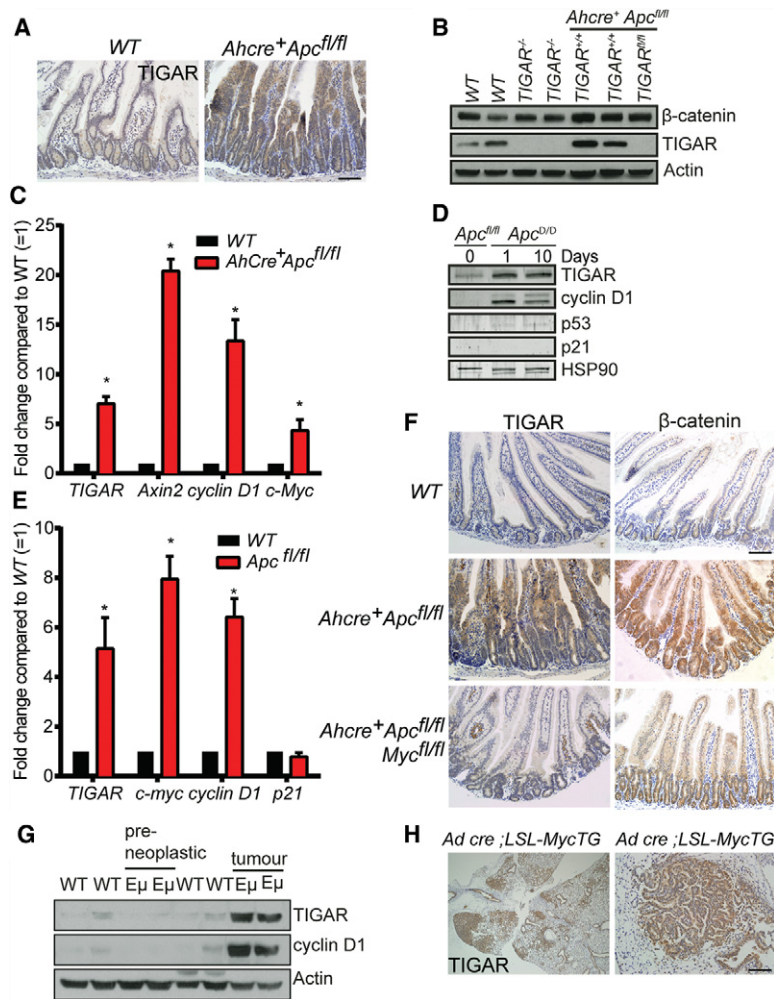 A
WT
Ahcre+Apcfl/fl
TIGAR
B
Ahcre+ Apcfl/fl
WT
WT
TIGAR-/-
TIGAR-/-
TIGAR+/+
TIGAR+/+
TIGARfl/fl
β-catenin
TIGAR
Actin
C
Fold change compared to WT (=1)
25
20
15
10
5
0
WT
AhCre+Apcfl/fl
*
*
*
*
TIGAR Axin2 cyclin D1 c-Myc
D
Apcfl/fl ApcD/D
0 1 10 Days
TIGAR
cyclin D1
p53
p21
HSP90
E
Fold change compared to WT (=1)
10
8
6
4
2
0
WT
Apc fl/fl
*
*
*
TIGAR c-myc cyclin D1 p21
F
TIGAR β-catenin
WT
Ahcre+Apcfl/fl
Ahcre+Apcfl/fl
Mycfl/fl
G
pre-
neoplastic tumour
WT WT Eμ Eμ WT WT Eμ Eμ
TIGAR
cyclin D1
Actin
H
Ad cre ;LSL-MycTG Ad cre ;LSL-MycTG
TIGAR